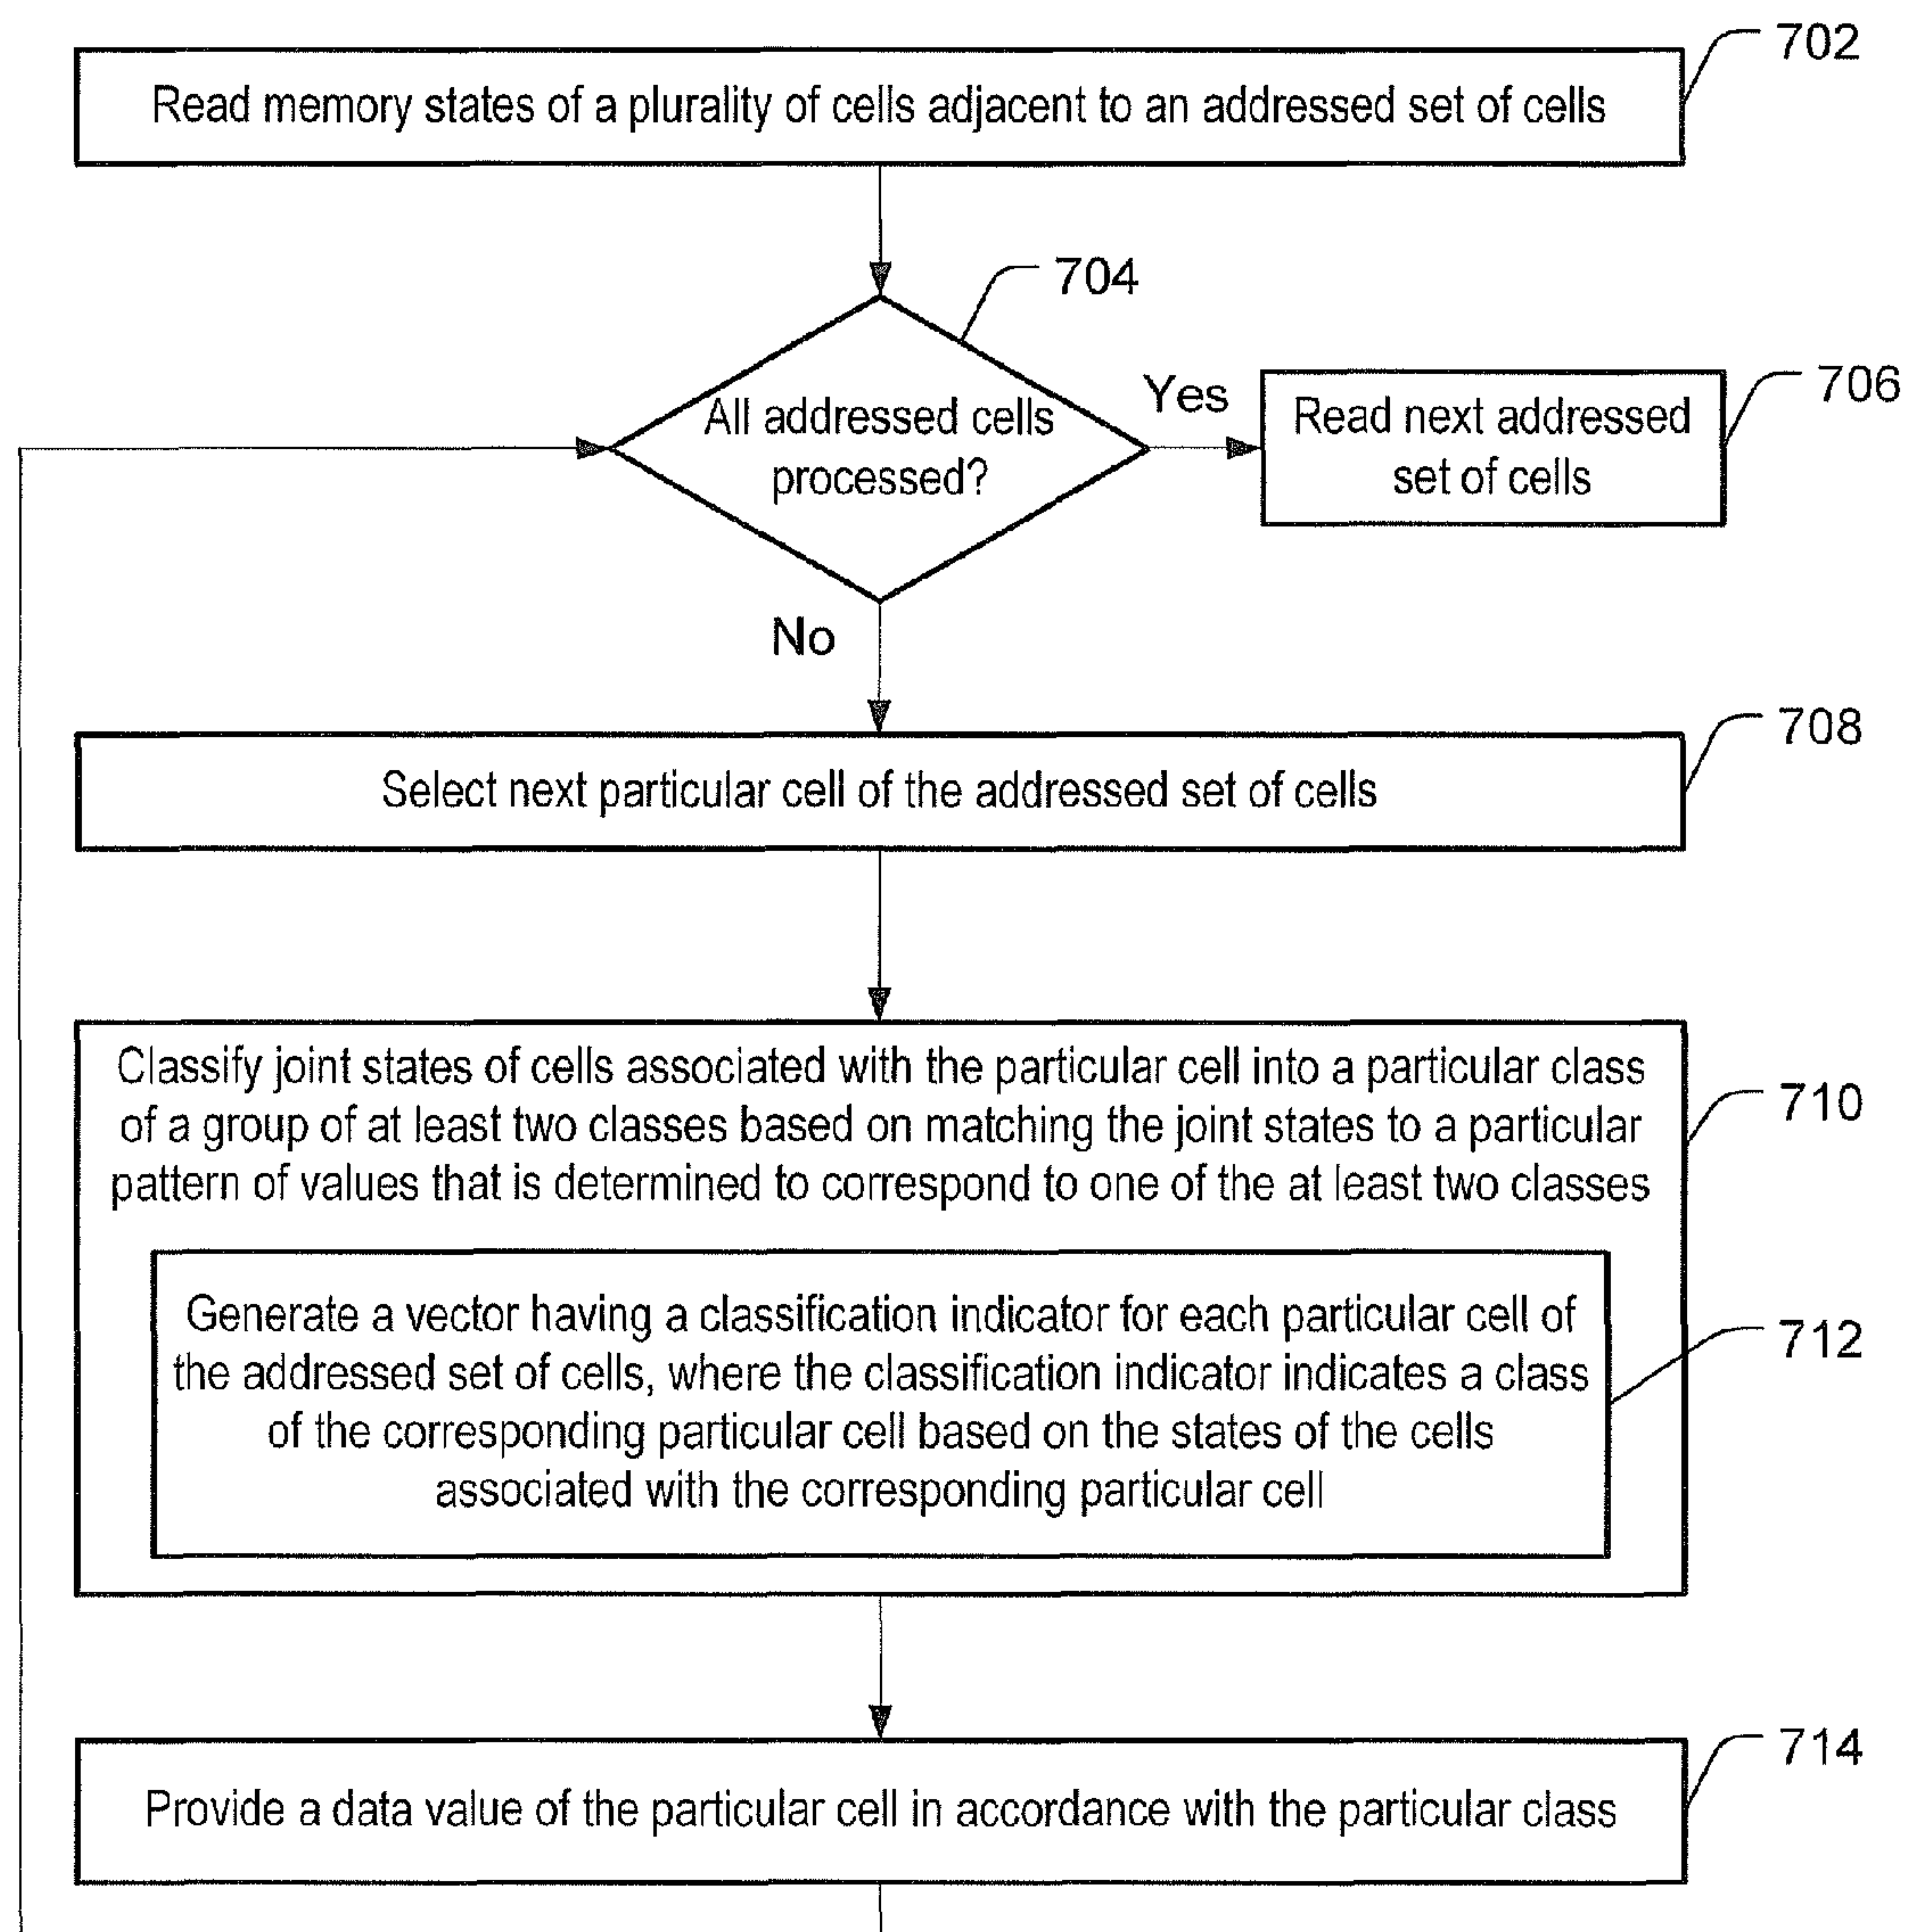 702
Read memory states of a plurality of cells adjacent to an addressed set of cells
704
All addressed cells
processed?
Yes
706
Read next addressed
set of cells
No
708
Select next particular cell of the addressed set of cells
710
Classify joint states of cells associated with the particular cell into a particular class
of a group of at least two classes based on matching the joint states to a particular
pattern of values that is determined to correspond to one of the at least two classes
712
Generate a vector having a classification indicator for each particular cell of
the addressed set of cells, where the classification indicator indicates a class
of the corresponding particular cell based on the states of the cells
associated with the corresponding particular cell
714
Provide a data value of the particular cell in accordance with the particular class